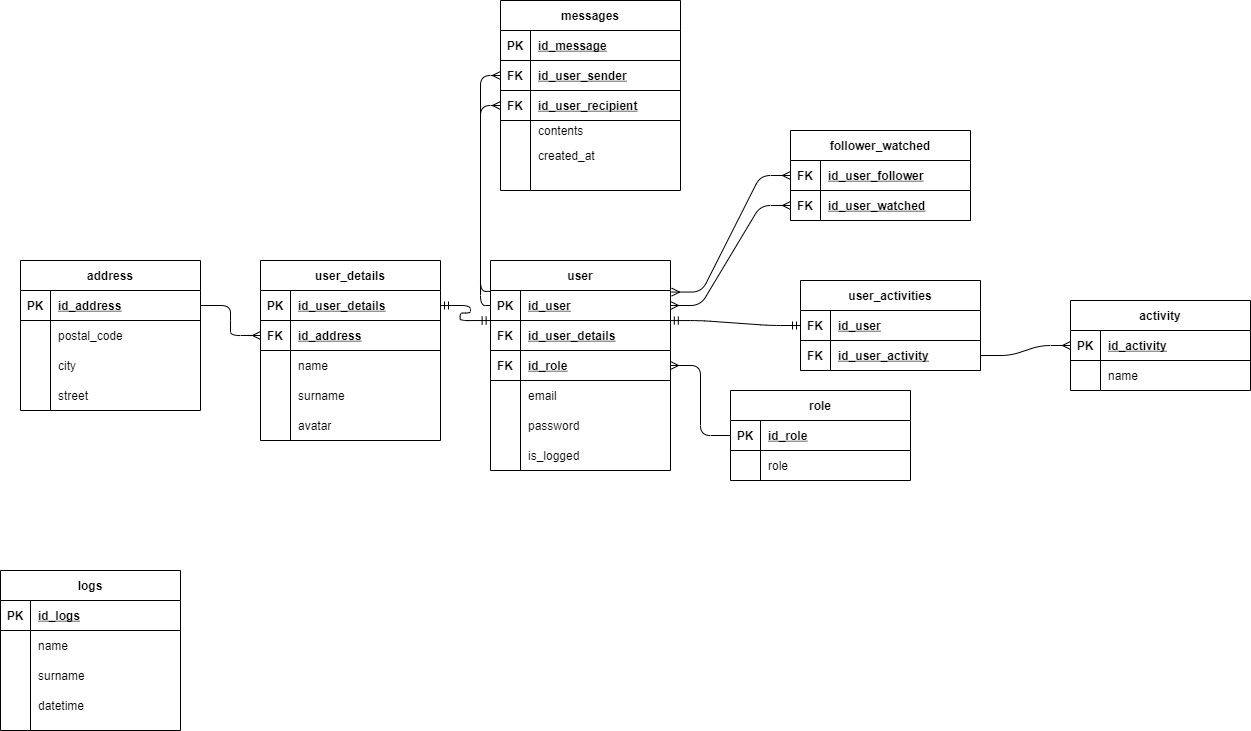 messages
PK id_message
FK id_user_sender
FK id_user_recipient
contents
created_at
follower_watched
FK id_user_follower
FK id_user_watched
address
PK id_address
postal_code
city
street
user_details
PK id_user_details
FK id_address
name
surname
avatar
user
PK id_user
FK id_user_details
FK id_role
email
password
is_logged
user_activities
FK id_user
FK id_user_activity
activity
PK id_activity
name
role
PK id_role
role
logs
PK id_logs
name
surname
datetime